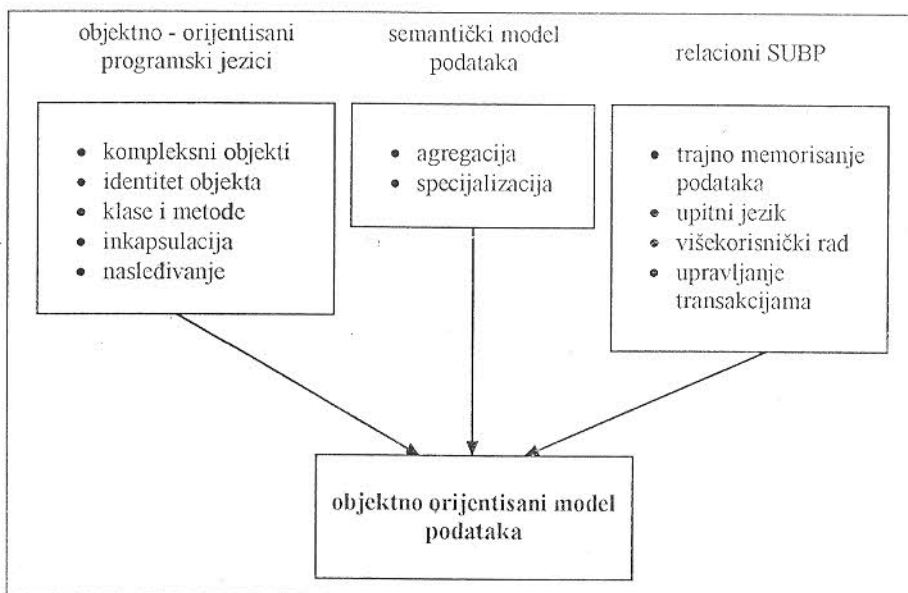 objektno - orijentisani
programski jezici
semantički model
podataka
relacioni SUBP
• kompleksni objekti
• identitet objekta
• klase i metode
• inkapsulacija
• nasleđivanje
• agregacija
• specijalizacija
• trajno memorisanje
podataka
• upitni jezik
• višekorisnički rad
• upravljanje
transakcijama
objektno orijentisani model
podataka